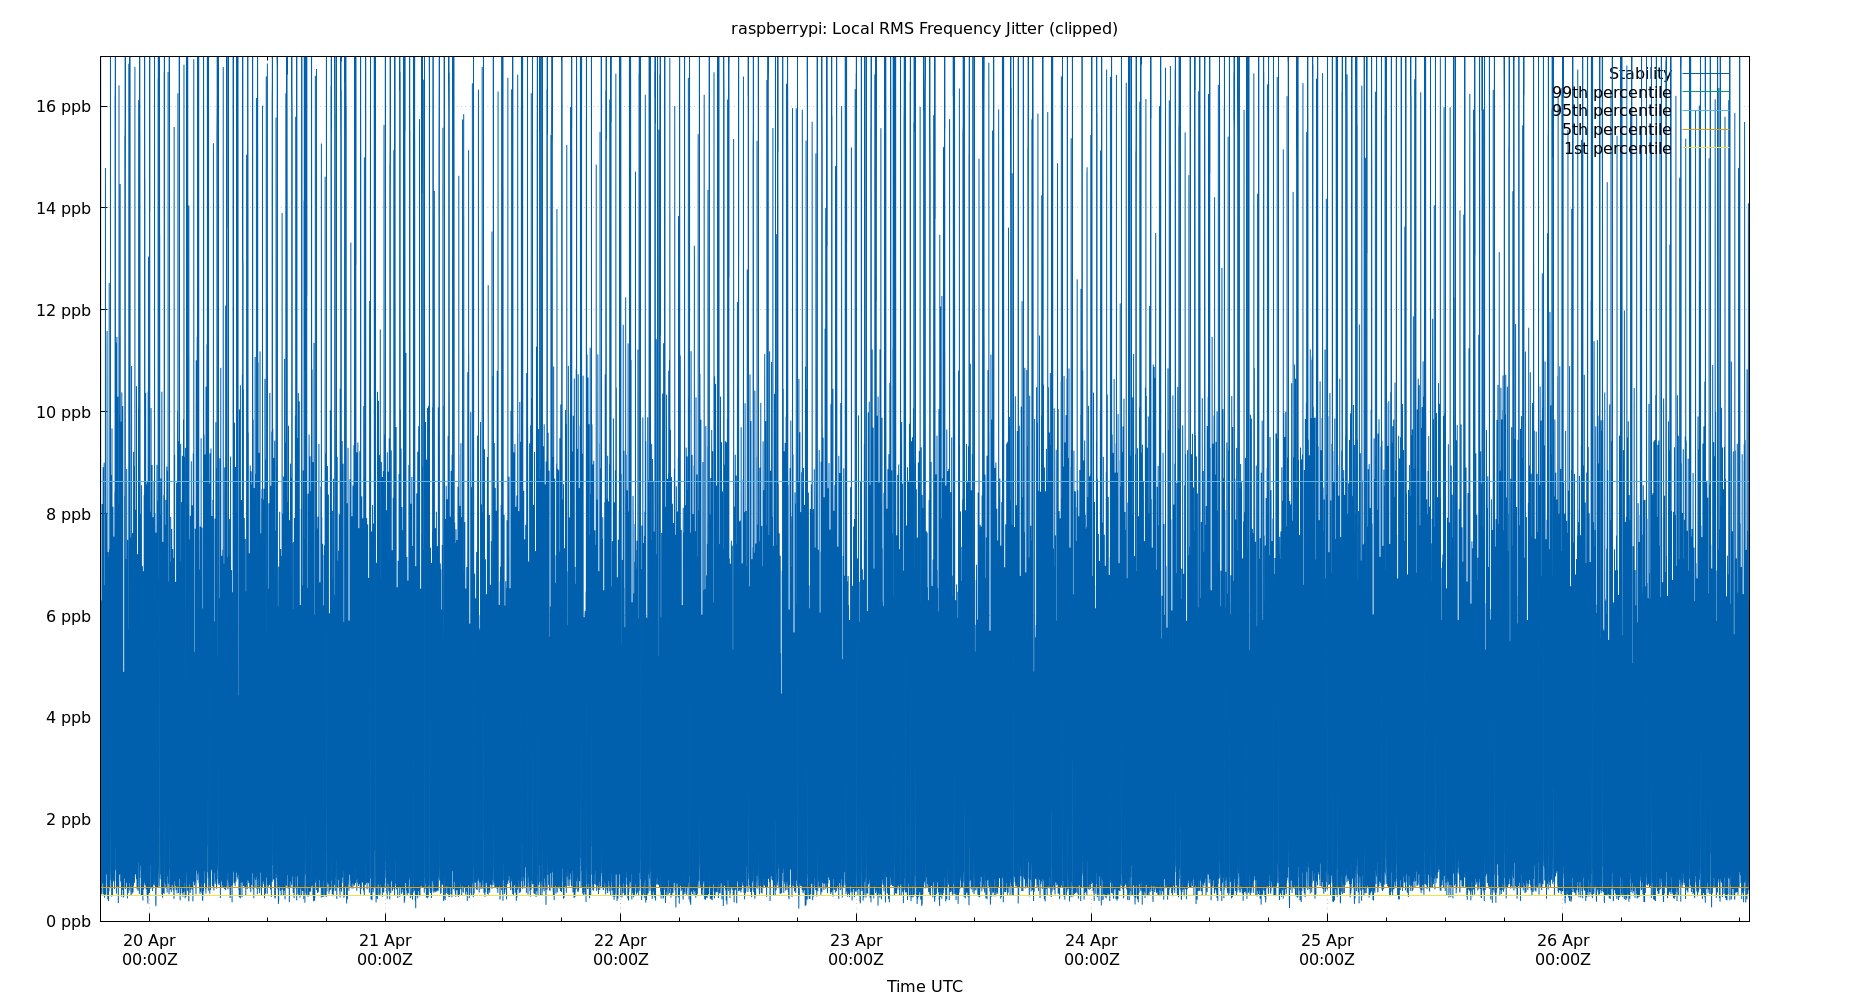 raspberrypi: Local RMS Frequency Jitter (clipped)
Stability
99th percentile
95th percentile
5th percentile
1st percentile
16 ppb
14 ppb
12 ppb
10 ppb
8 ppb
6 ppb
4 ppb
2 ppb
0 ppb
20 Apr 21 Apr 22 Apr 23 Apr 24 Apr 25 Apr 26 Apr
00:00Z 00:00Z 00:00Z 00:00Z 00:00Z 00:00Z 00:00Z
Time UTC